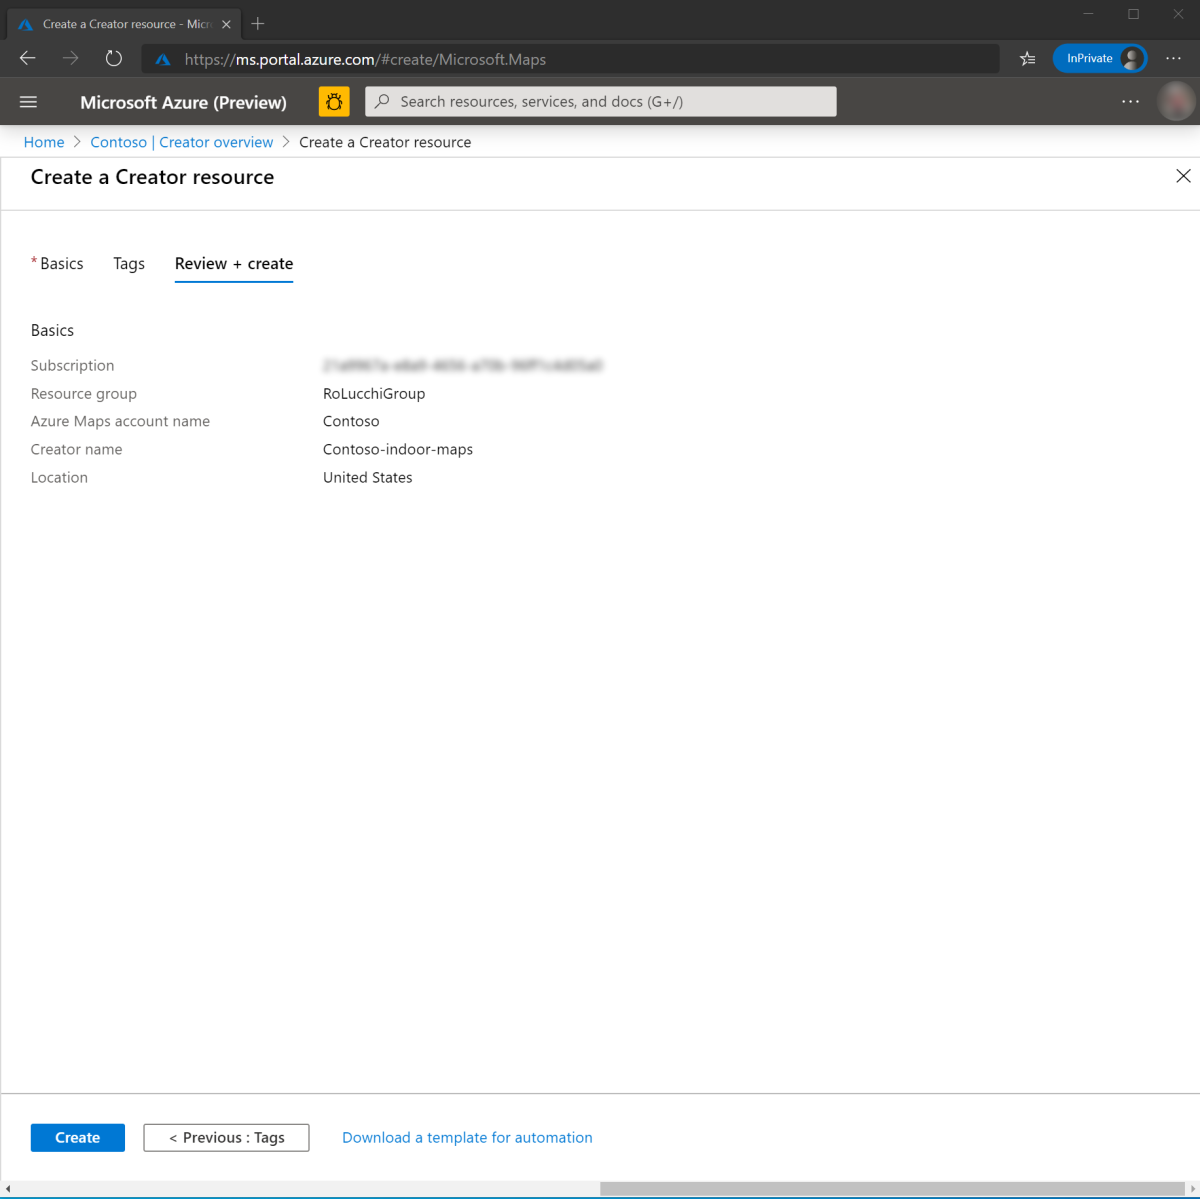 Create a Creator resource - Micr
https://ms.portal.azure.com/#create/Microsoft.Maps
InPrivate
Microsoft Azure (Preview)
Search resources, services, and docs (G+/)
Home > Contoso | Creator overview > Create a Creator resource
Create a Creator resource
* Basics Tags Review + create
Basics
Subscription
Resource group RoLucchiGroup
Azure Maps account name Contoso
Creator name Contoso-indoor-maps
Location United States
Create < Previous : Tags Download a template for automation